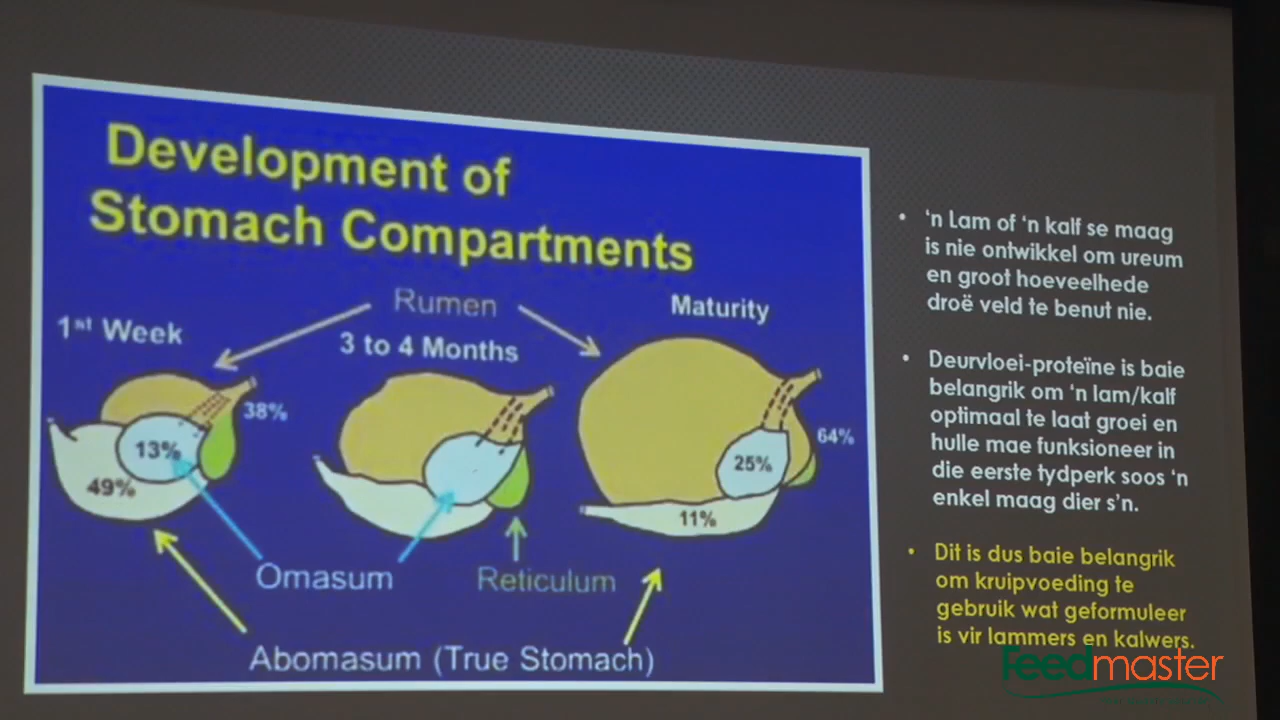 Development of
Stomach Compartments
Rumen
1st Week
3 to 4 Months
Maturity
38%
13%
49%
64%
25%
11%
Omasum
Reticulum
Abomasum (True Stomach)
• ‘n Lam of ‘n kalf se maag
is nie ontwikkel om ureum
en groot hoeveelhede
droë veld te benut nie.
• Deurvloei-proteïne is baie
belangrik om ‘n lam/kalf
optimaal te laat groei en
hulle mae funksioneer in
die eerste tydperk soos ‘n
enkel maag dier s’n.
• Dit is dus baie belangrik
om kruipvoeding te
gebruik wat geformuleer
is vir lammers en kalwers.
Feedmaster